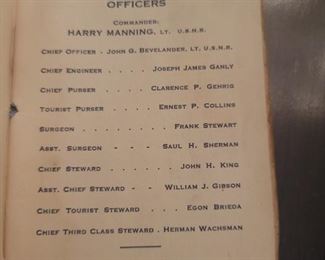 OFFICERS
COMMANDER:
HARRY MANNING, LT. U.S.N.R.
CHIEF OFFICER - JOHN G. BEVELANDER, LT. U.S.N.R.
CHIEF ENGINEER . . . . JOSEPH JAMES GANLY
CHIEF PURSER . . . . CLARENCE P. GEHRIG
TOURIST PURSER . . . . ERNEST P. COLLINS
SURGEON . . . . . . . . FRANK STEWART
ASST. SURGEON - - - SAUL H. SHERMAN
CHIEF STEWARD . . . . . JOHN H. KING
ASST. CHIEF STEWARD - - WILLIAM J. GIBSON
CHIEF TOURIST STEWARD . . . EGON BRIEDA
CHIEF THIRD CLASS STEWARD . HERMAN WACHSMAN